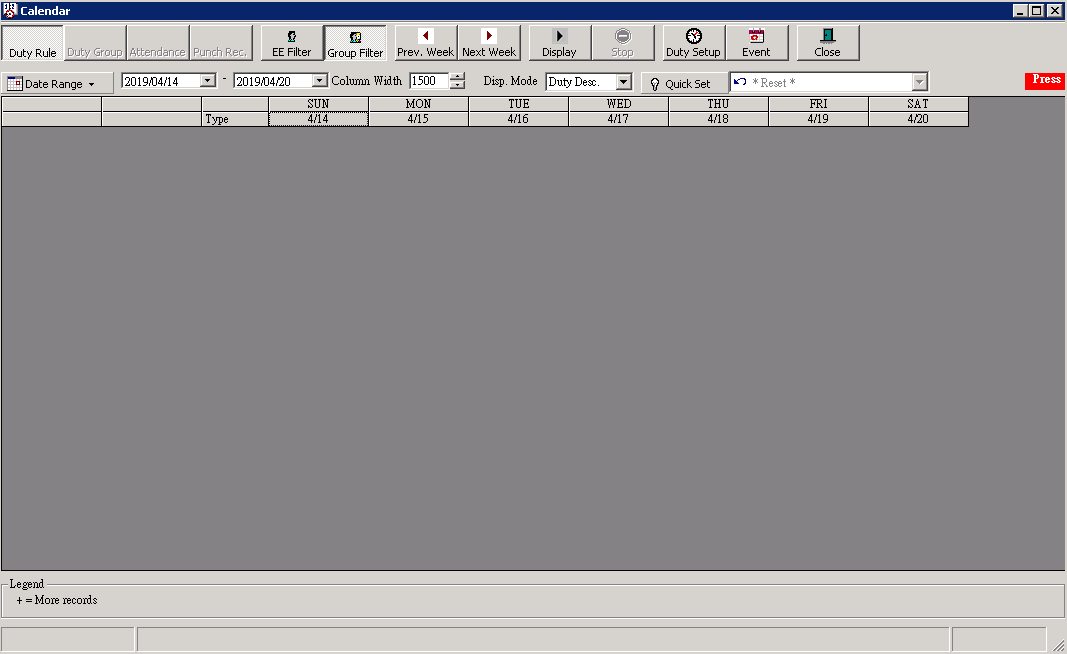 Calendar
Duty Rule Duty Group Attendance Punch Rec. EE Filter Group Filter Prev. Week Next Week Display Stop Duty Setup Event Close
Date Range 2019/04/14 - 2019/04/20 Column Width 1500 Disp. Mode Duty Desc. Quick Set * Reset * Press
SUN MON TUE WED THU FRI SAT
Type 4/14 4/15 4/16 4/17 4/18 4/19 4/20
Legend
+ = More records